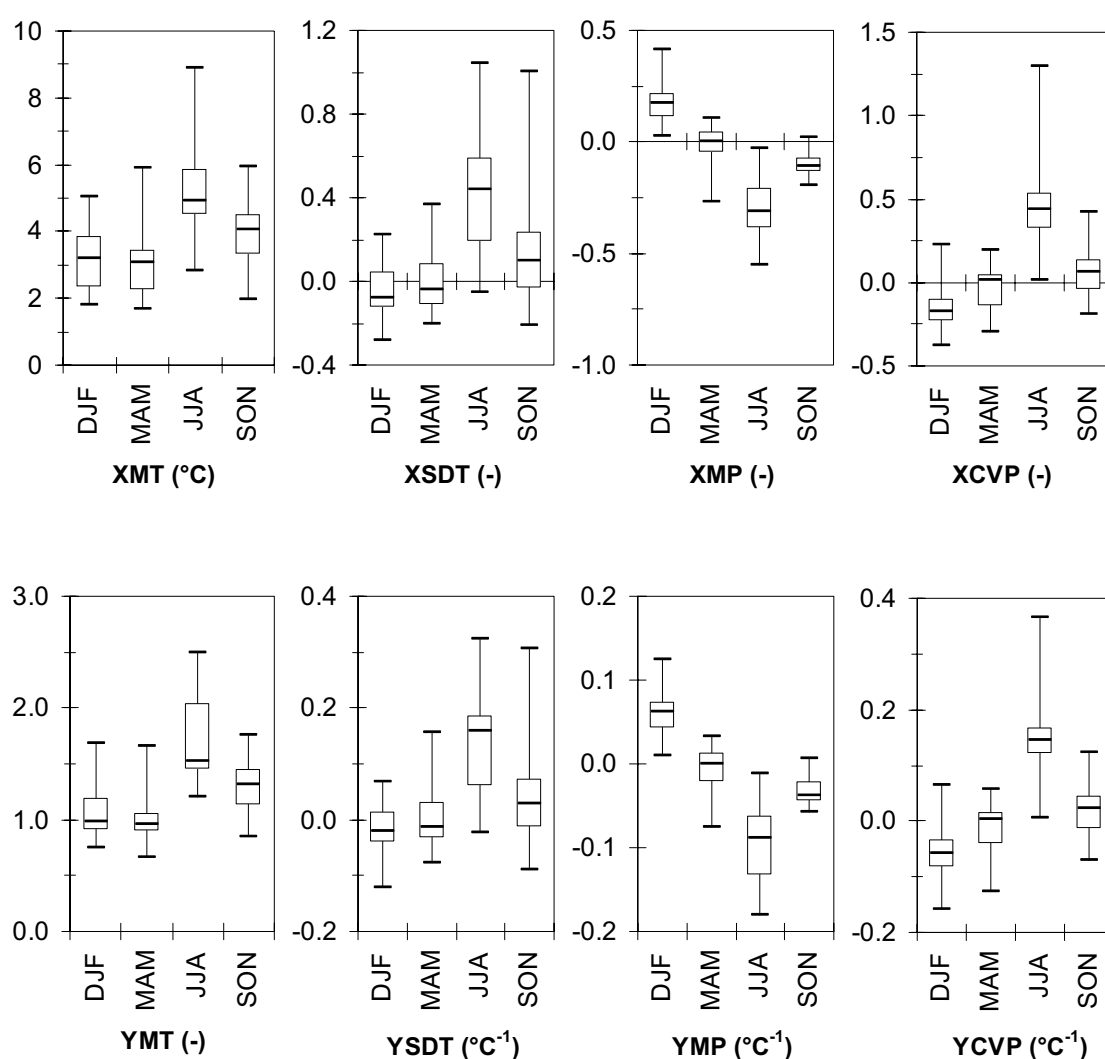 10
8
6
4
2
0
DJF
MAM
JJA
SON
XMT (°C)
1.2
0.8
0.4
0.0
-0.4
DJF
MAM
JJA
SON
XSDT (-)
0.5
0.0
-0.5
-1.0
DJF
MAM
JJA
SON
XMP (-)
1.5
1.0
0.5
0.0
-0.5
DJF
MAM
JJA
SON
XCVP (-)
3.0
2.0
1.0
0.0
DJF
MAM
JJA
SON
YMT (-)
0.4
0.2
0.0
-0.2
DJF
MAM
JJA
SON
YSDT (°C⁻¹)
0.2
0.1
0.0
-0.1
-0.2
DJF
MAM
JJA
SON
YMP (°C⁻¹)
0.4
0.2
0.0
-0.2
DJF
MAM
JJA
SON
YCVP (°C⁻¹)